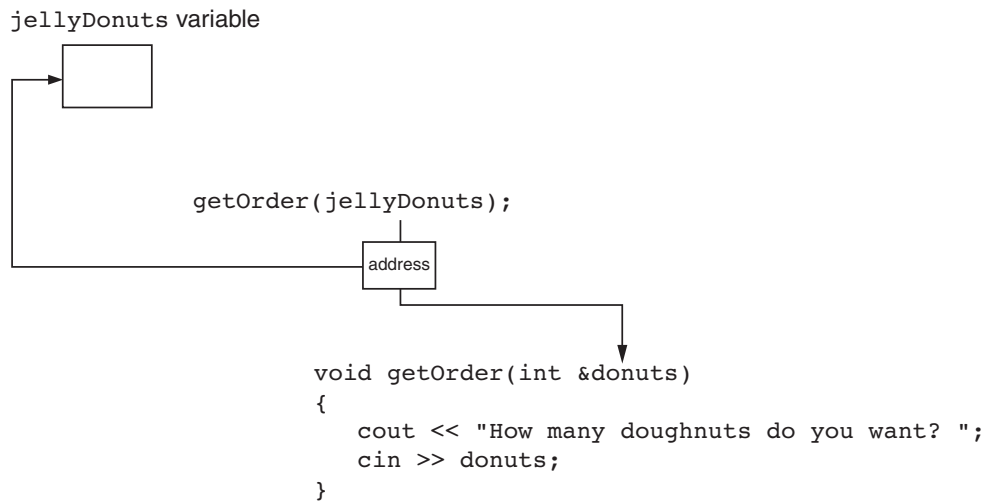 jellyDonuts variable
getOrder(jellyDonuts);
address
void getOrder(int &donuts)
{
cout << "How many doughnuts do you want? ";
cin >> donuts;
}